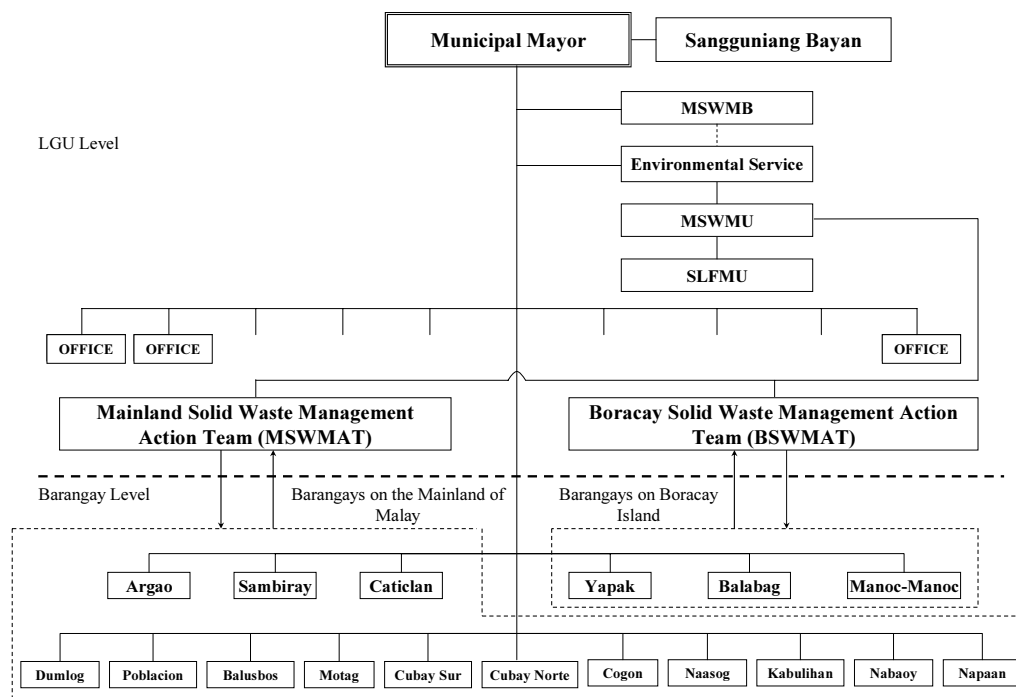 Municipal Mayor
Sangguniang Bayan
MSWMB
LGU Level
Environmental Service
MSWMU
SLFMU
OFFICE
OFFICE
OFFICE
Mainland Solid Waste Management
Action Team (MSWMAT)
Boracay Solid Waste Management Action
Team (BSWMAT)
Barangay Level
Barangays on the Mainland of
Malay
Barangays on Boracay
Island
Argao
Sambiray
Caticlan
Yapak
Balabag
Manoc-Manoc
Dumlog
Poblacion
Balusbos
Motag
Cubay Sur
Cubay Norte
Cogon
Naasog
Kabulihan
Nabaoy
Napaan